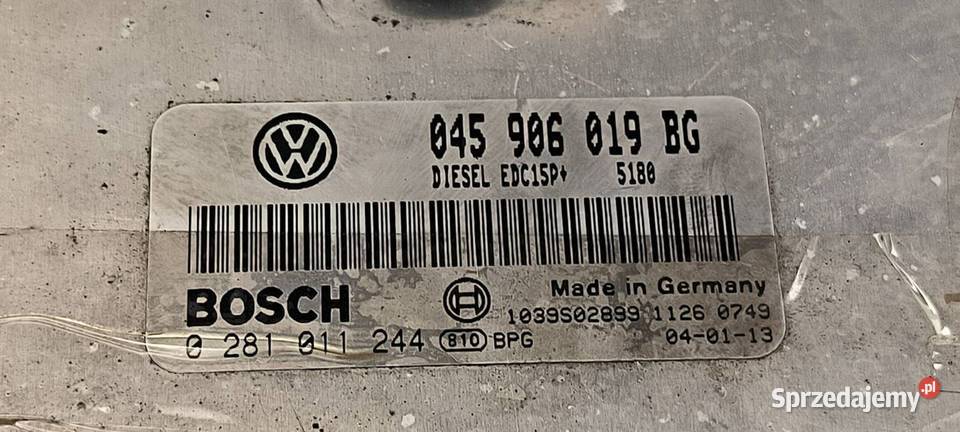 045 906 019 BG
DIESEL EDC15P+ 5180
BOSCH
Made in Germany
1039S02899 1126 0749
0 281 011 244 810 BPG 04-01-13
Sprzedajemy.pl